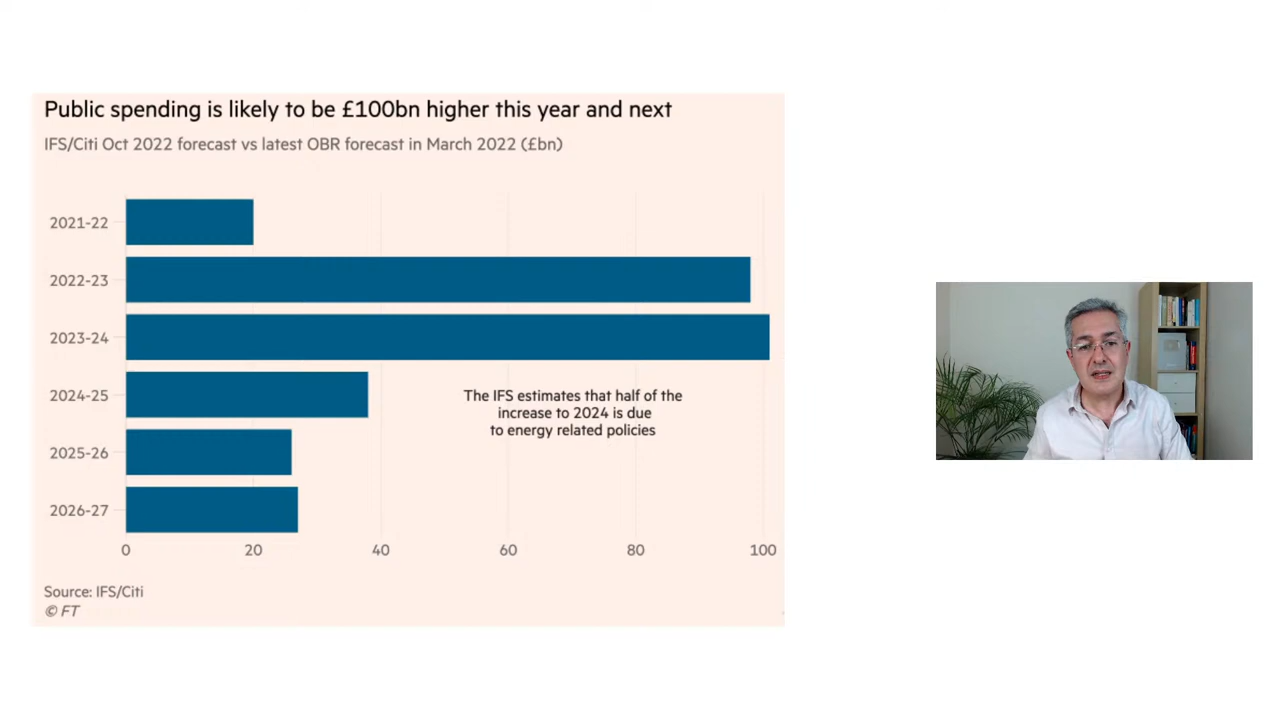 Public spending is likely to be £100bn higher this year and next
IFS/Citi Oct 2022 forecast vs latest OBR forecast in March 2022 (£bn)
2021-22
2022-23
2023-24
2024-25
The IFS estimates that half of the
increase to 2024 is due
to energy related policies
2025-26
2026-27
0 20 40 60 80 100
Source: IFS/Citi
© FT